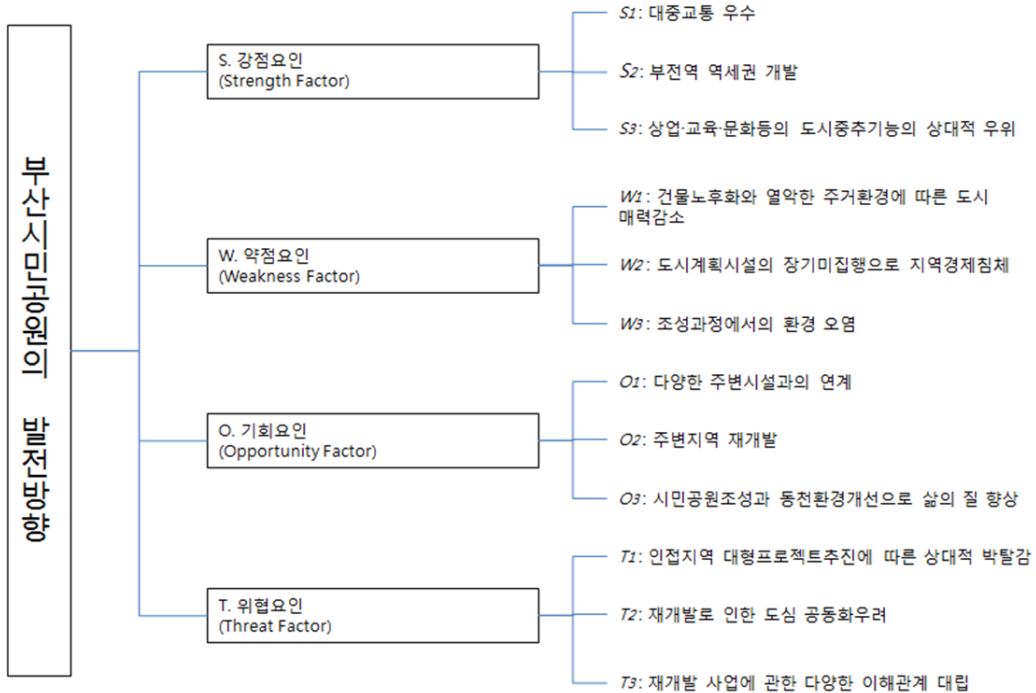 부산시민공원의 발전방향
S. 강점요인
(Strength Factor)
S1: 대중교통 우수
S2: 부전역 역세권 개발
S3: 상업·교육·문화등의 도시중추기능의 상대적 우위
W. 약점요인
(Weakness Factor)
W1: 건물노후화와 열악한 주거환경에 따른 도시
매력감소
W2: 도시계획시설의 장기미집행으로 지역경제침체
W3: 조성과정에서의 환경 오염
O. 기회요인
(Opportunity Factor)
O1: 다양한 주변시설과의 연계
O2: 주변지역 재개발
O3: 시민공원조성과 동천환경개선으로 삶의 질 향상
T. 위협요인
(Threat Factor)
T1: 인접지역 대형프로젝트추진에 따른 상대적 박탈감
T2: 재개발로 인한 도심 공동화우려
T3: 재개발 사업에 관한 다양한 이해관계 대립